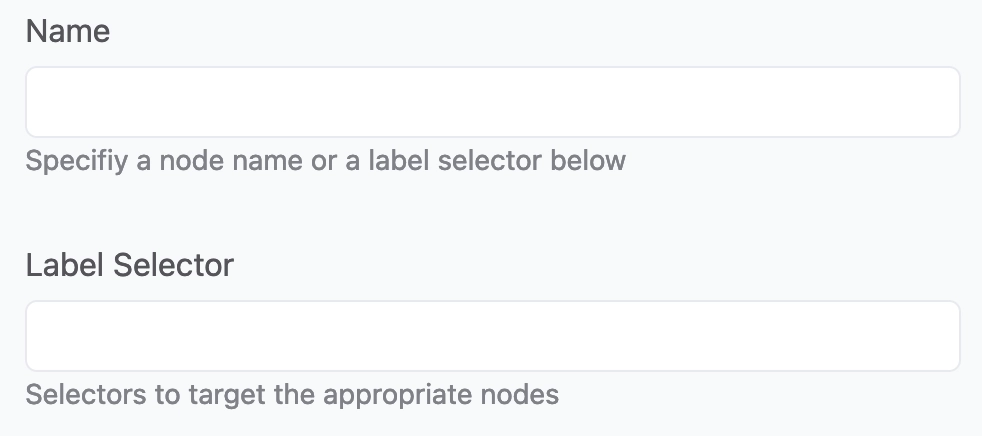 Name
Specifiy a node name or a label selector below
Label Selector
Selectors to target the appropriate nodes